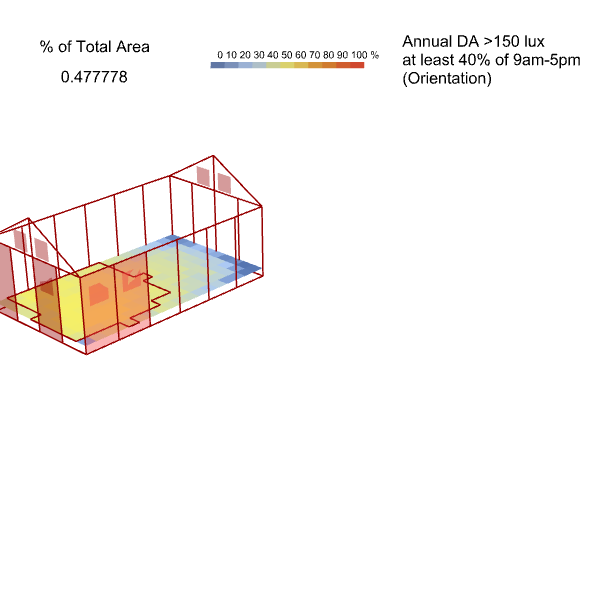 % of Total Area
0.477778
0 10 20 30 40 50 60 70 80 90 100 %
Annual DA >150 lux
at least 40% of 9am-5pm
(Orientation)